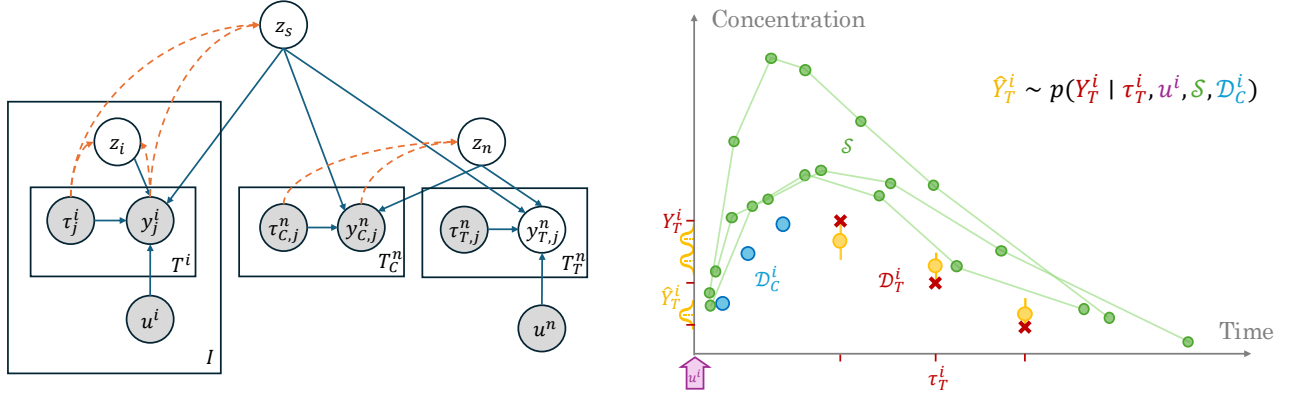 z_s
z_i
z_n
τ_j^i
y_j^i
T^i
u^i
I
τ_{C,j}^n
y_{C,j}^n
T_C^n
τ_{T,j}^n
y_{T,j}^n
T_T^n
u^n
Concentration
Ŷ_T^i ~ p(Y_T^i | τ_T^i, u^i, 𝒮, 𝒟_C^i)
𝒮
Y_T^i
𝒟_C^i
𝒟_T^i
Ŷ_T^i
Time
u^i
τ_T^i